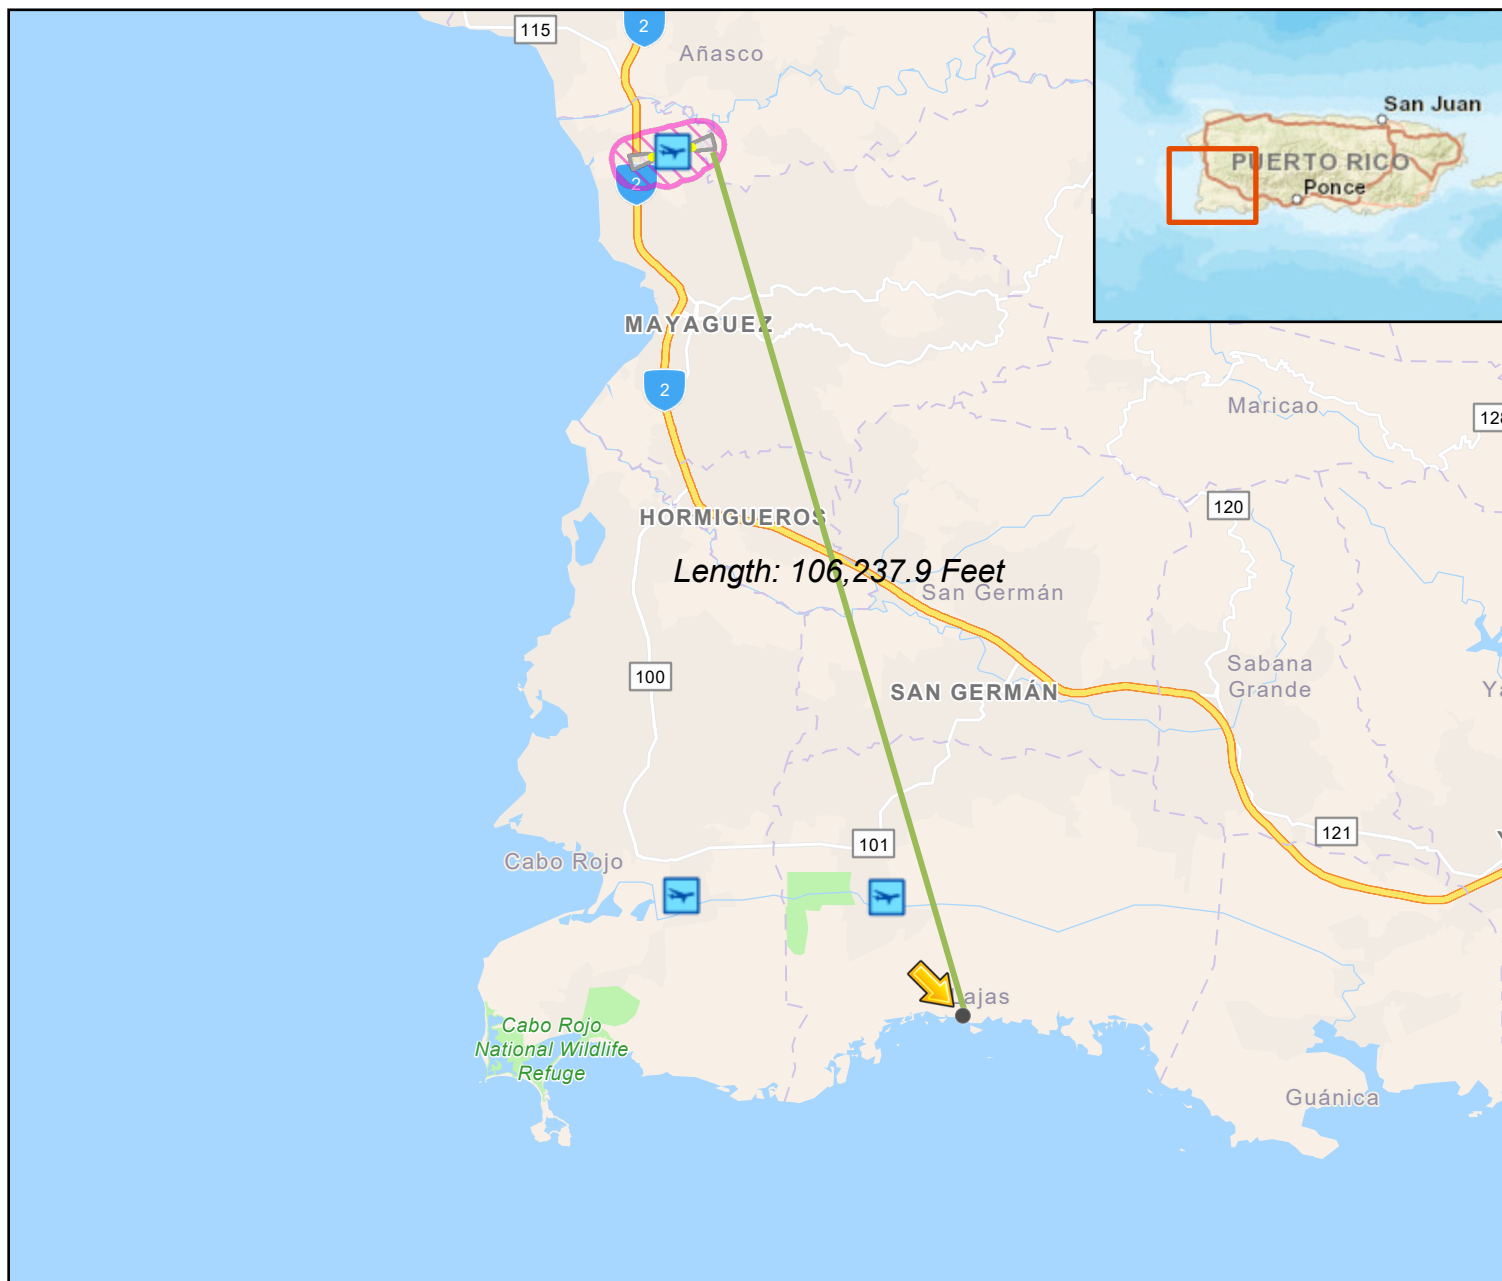 2
115
Añasco
San Juan
PUERTO RICO
Ponce
2
MAYAGUEZ
2
Maricao
HORMIGUEROS
120
Length: 106,237.9 Feet
San Germán
100
Sabana
Grande
SAN GERMÁN
121
101
Cabo Rojo
Lajas
Cabo Rojo
National Wildlife
Refuge
Guánica